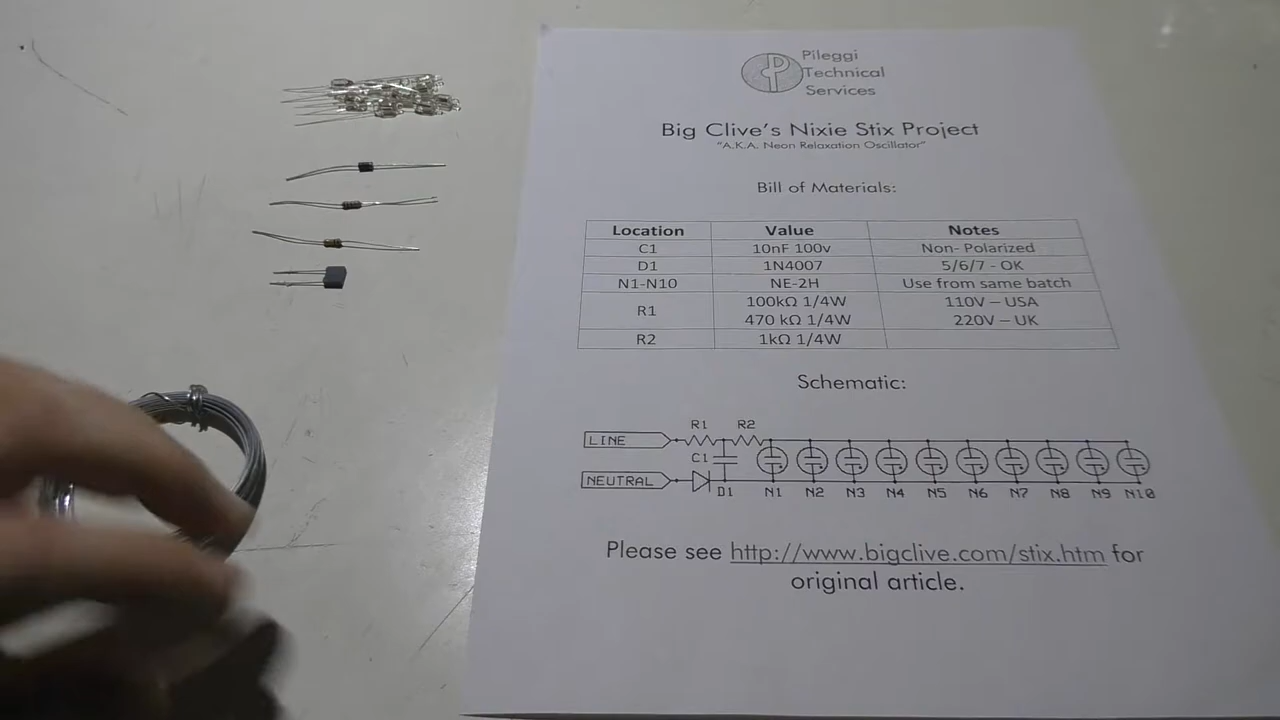 Pileggi
Technical
Services
Big Clive's Nixie Stix Project
"A.K.A. Neon Relaxation Oscillator"
Bill of Materials:
Location Value Notes
C1 10nF 100v Non- Polarized
D1 1N4007 5/6/7 - OK
N1-N10 NE-2H Use from same batch
R1 100kΩ 1/4W 110V – USA
470 kΩ 1/4W 220V – UK
R2 1kΩ 1/4W
Schematic:
R1 R2
LINE
C1
NEUTRAL
D1 N1 N2 N3 N4 N5 N6 N7 N8 N9 N10
Please see http://www.bigclive.com/stix.htm for
original article.